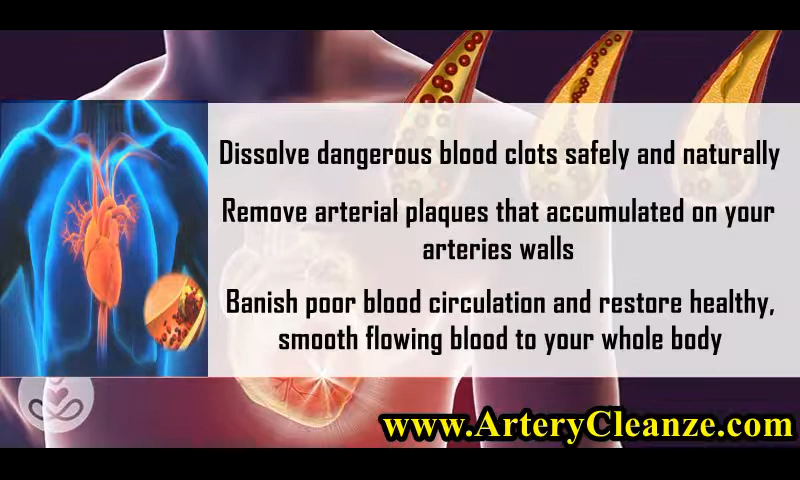 Dissolve dangerous blood clots safely and naturally
Remove arterial plaques that accumulated on your
arteries walls
Banish poor blood circulation and restore healthy,
smooth flowing blood to your whole body
www.ArteryCleanze.com